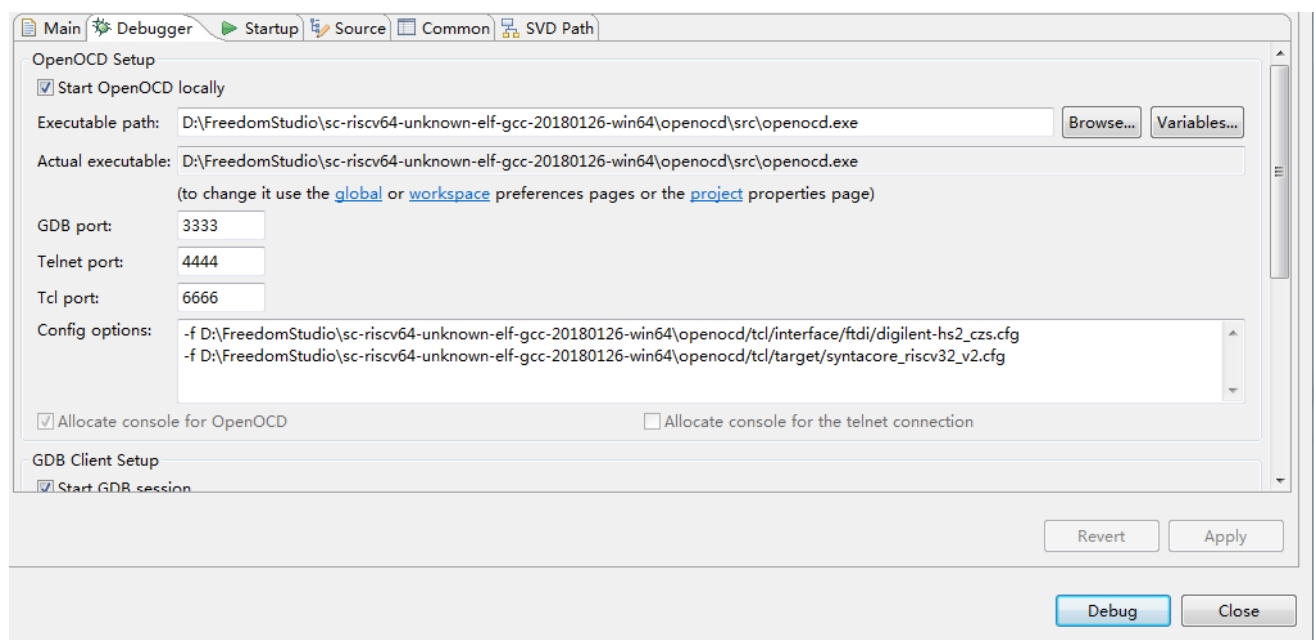 Main Debugger Startup Source Common SVD Path
OpenOCD Setup
Start OpenOCD locally
Executable path: D:\FreedomStudio\sc-riscv64-unknown-elf-gcc-20180126-win64\openocd\src\openocd.exe Browse... Variables...
Actual executable: D:\FreedomStudio\sc-riscv64-unknown-elf-gcc-20180126-win64\openocd\src\openocd.exe
(to change it use the global or workspace preferences pages or the project properties page)
GDB port: 3333
Telnet port: 4444
Tcl port: 6666
Config options: -f D:\FreedomStudio\sc-riscv64-unknown-elf-gcc-20180126-win64\openocd/tcl/interface/ftdi/digilent-hs2_czs.cfg
-f D:\FreedomStudio\sc-riscv64-unknown-elf-gcc-20180126-win64\openocd/tcl/target/syntacore_riscv32_v2.cfg
Allocate console for OpenOCD Allocate console for the telnet connection
GDB Client Setup
Start GDB session
Revert Apply
Debug Close